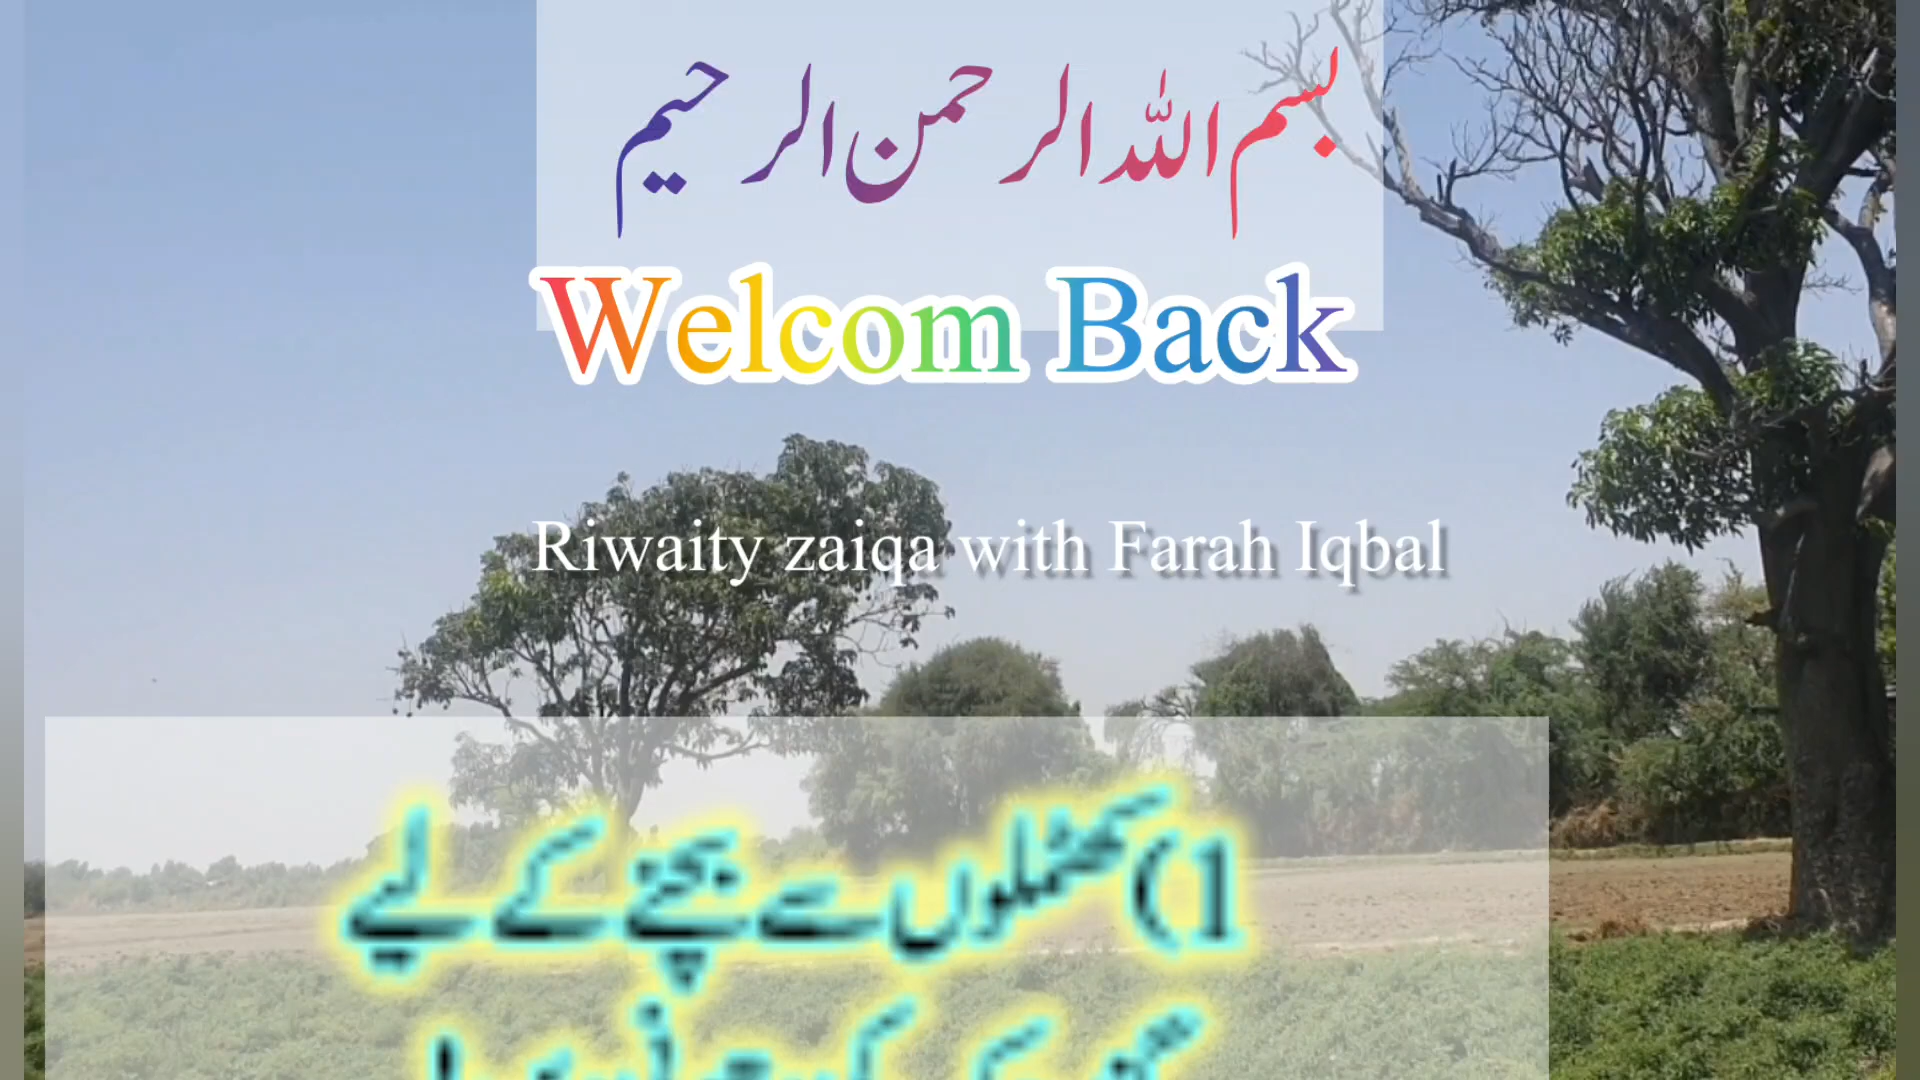 بسم اللہ الرحمن الرحیم
Welcom Back
Riwaity zaiqa with Farah Iqbal
1) کھٹملوں سے بچنے کے لیے